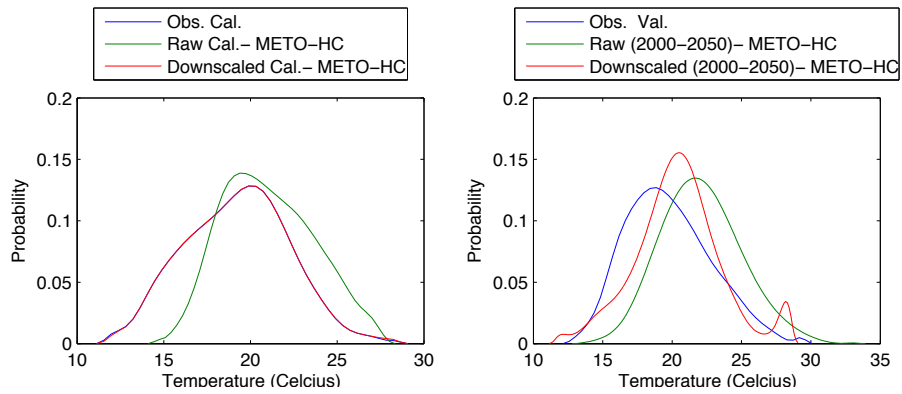 Obs. Cal.
Raw Cal.− METO−HC
Downscaled Cal.− METO−HC
0.2
0.15
0.1
0.05
0
Probability
10 15 20 25 30
Temperature (Celcius)
Obs. Val.
Raw (2000−2050)− METO−HC
Downscaled (2000−2050)− METO−HC
0.2
0.15
0.1
0.05
0
Probability
10 15 20 25 30 35
Temperature (Celcius)